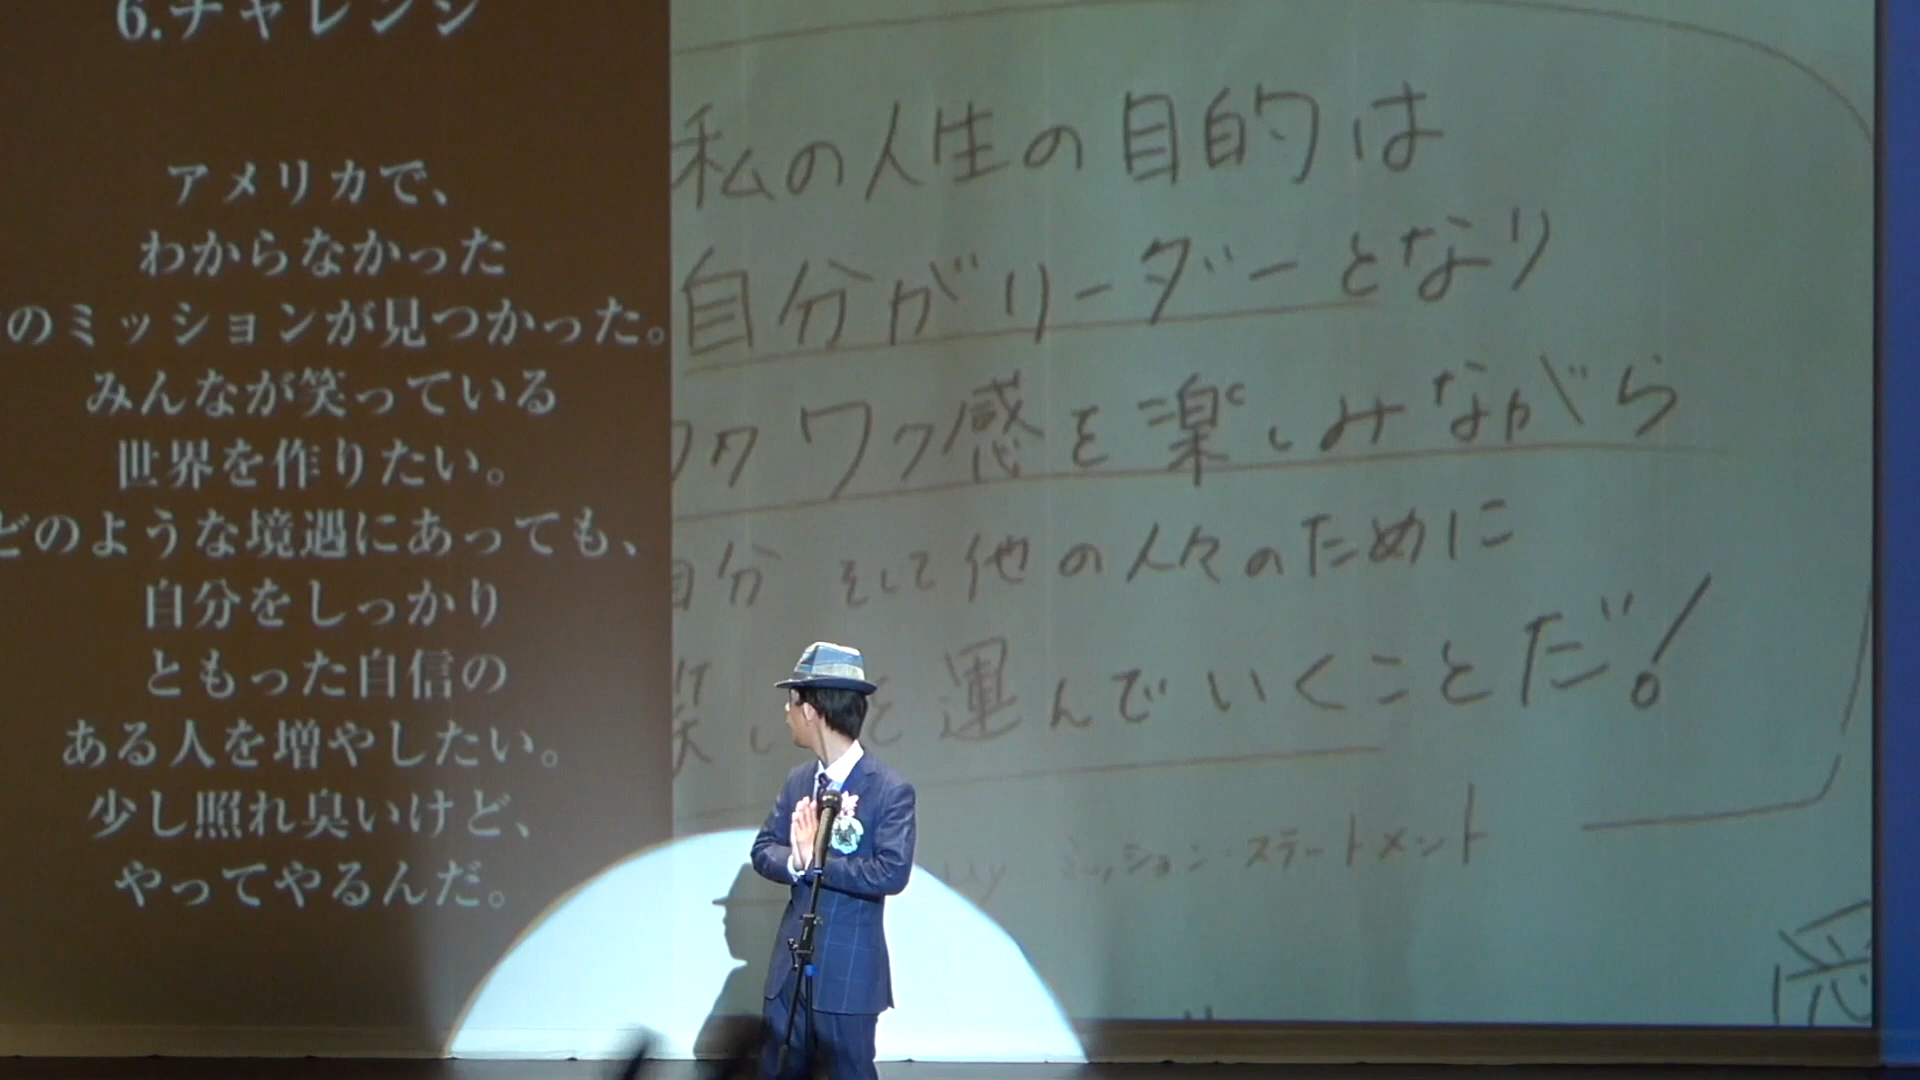 6.チャレンジ
アメリカで、
わからなかった
のミッションが見つかった。
みんなが笑っている
世界を作りたい。
どのような境遇にあっても、
自分をしっかり
ともった自信の
ある人を増やしたい。
少し照れ臭いけど、
やってやるんだ。
私の人生の目的は
自分がリーダーとなり
ワクワク感を楽しみながら
自分そして他の人々のために
笑いを運んでいくことだ!
ミッション・ステートメント